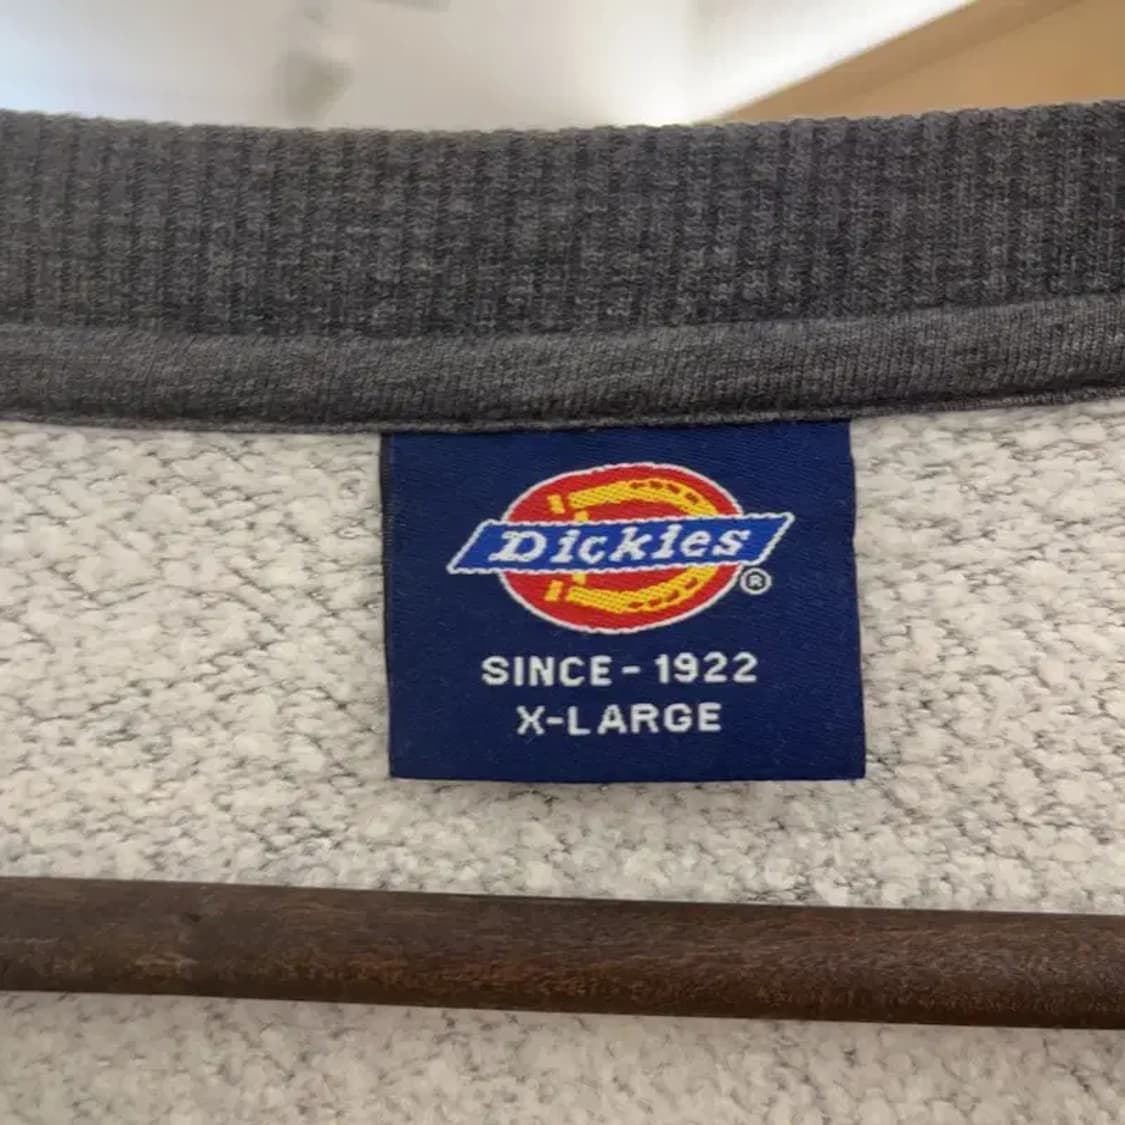 Dickies
®
SINCE - 1922
X-LARGE